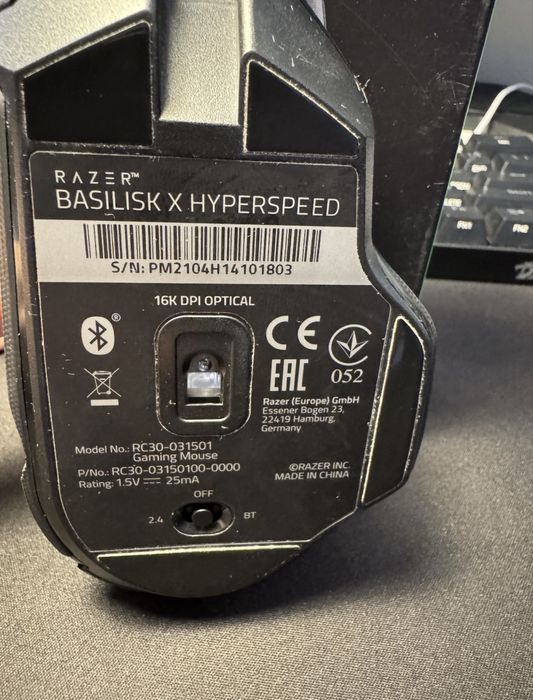 RAZER™
BASILISK X HYPERSPEED
S/N: PM2104H14101803
16K DPI OPTICAL
®
CE
EAC
052
Razer (Europe) GmbH
Essener Bogen 23,
22419 Hamburg,
Germany
Model No.: RC30-031501
Gaming Mouse
P/No.: RC30-03150100-0000
Rating: 1.5V ⎓ 25mA
©RAZER INC.
MADE IN CHINA
OFF
2.4
BT
FN1
FN2